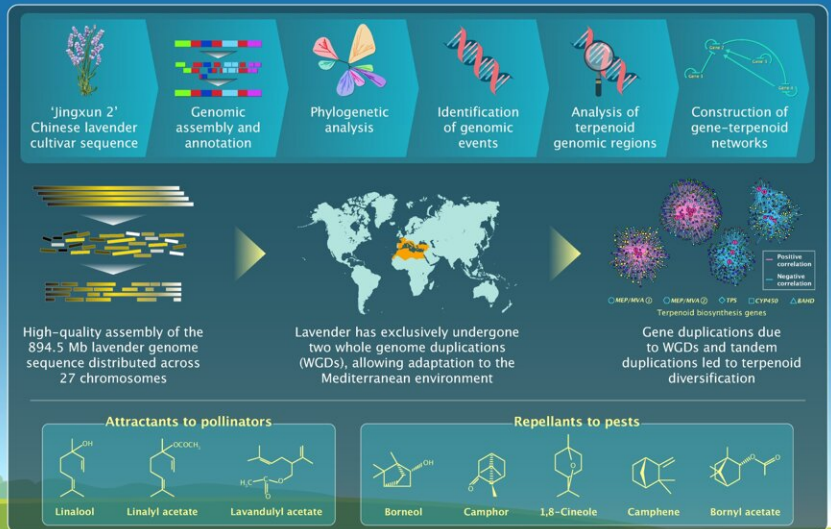 'Jingxun 2'
Chinese lavender
cultivar sequence
Genomic
assembly and
annotation
Phylogenetic
analysis
Identification
of genomic
events
Analysis of
terpenoid
genomic regions
Construction of
gene-terpenoid
networks
High-quality assembly of the
894.5 Mb lavender genome
sequence distributed across
27 chromosomes
Lavender has exclusively undergone
two whole genome duplications
(WGDs), allowing adaptation to the
Mediterranean environment
Positive
correlation
Negative
correlation
MEP/MVA ① MEP/MVA ② TPS CYP450 BAHD
Terpenoid biosynthesis genes
Gene duplications due
to WGDs and tandem
duplications led to terpenoid
diversification
Attractants to pollinators
OH
Linalool
OCOCH₃
Linalyl acetate
H₃C O
O
Lavandulyl acetate
Repellants to pests
OH
Borneol
O
Camphor
O
1,8-Cineole
Camphene
O O
Bornyl acetate